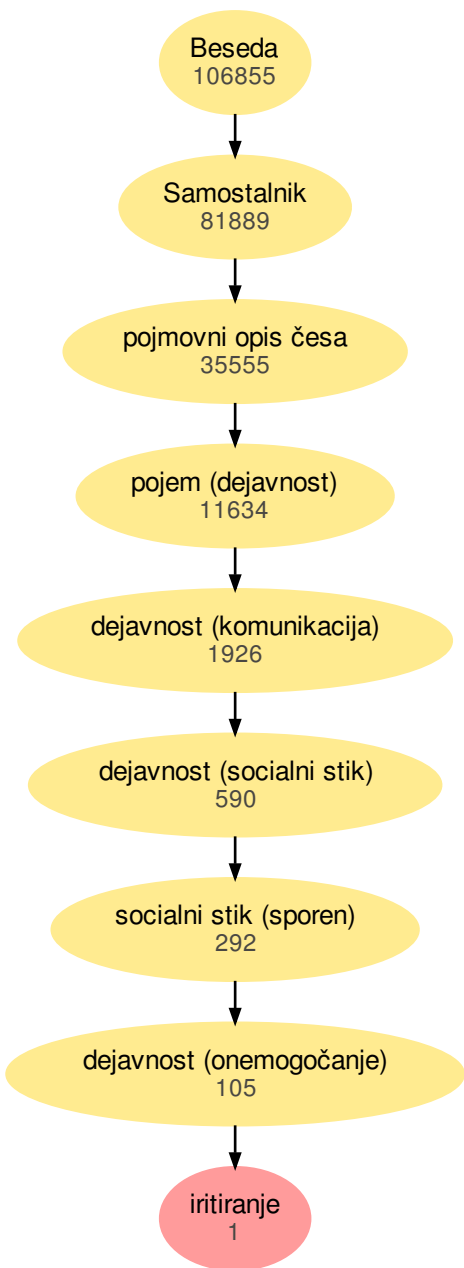 Beseda
106855
Samostalnik
81889
pojmovni opis česa
35555
pojem (dejavnost)
11634
dejavnost (komunikacija)
1926
dejavnost (socialni stik)
590
socialni stik (sporen)
292
dejavnost (onemogočanje)
105
iritiranje
1